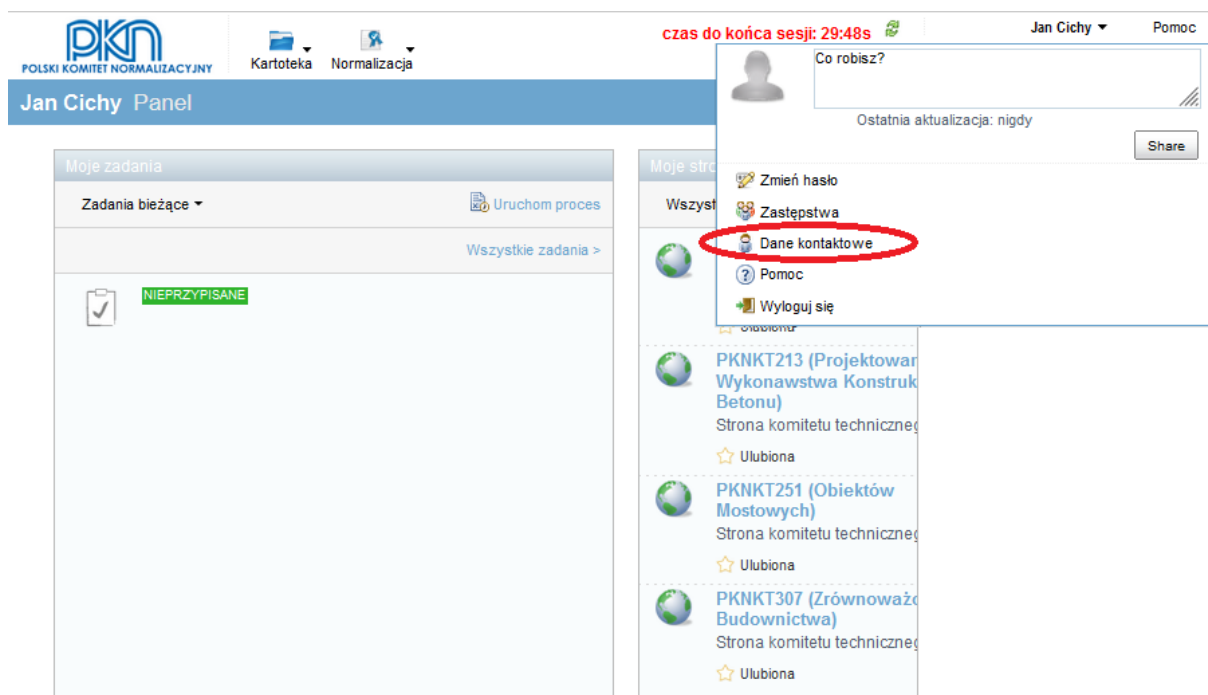 PKN
POLSKI KOMITET NORMALIZACYJNY
Kartoteka
Normalizacja
czas do końca sesji: 29:48s
Jan Cichy
Pomoc
Jan Cichy Panel
Co robisz?
Ostatnia aktualizacja: nigdy
Share
Zmień hasło
Zastępstwa
Dane kontaktowe
Pomoc
Wyloguj się
Moje zadania
Zadania bieżące
Uruchom proces
Wszystkie zadania >
NIEPRZYPISANE
Moje
PKNKT213 (Projektowan
Wykonawstwa Konstruk
Betonu)
Strona komitetu techniczneg
Ulubiona
PKNKT251 (Obiektów
Mostowych)
Strona komitetu techniczneg
Ulubiona
PKNKT307 (Zrównoważo
Budownictwa)
Strona komitetu techniczneg
Ulubiona